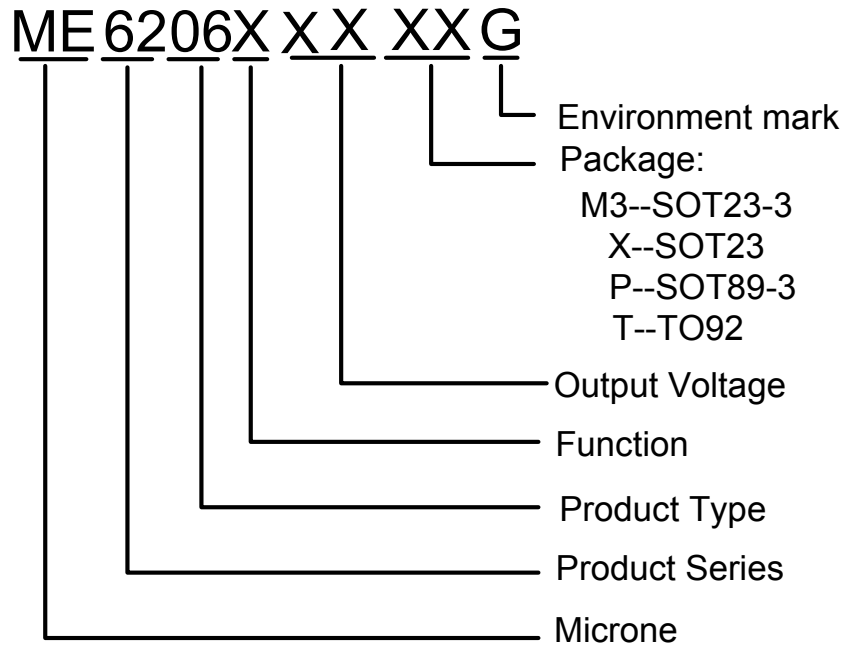 ME6206X XX XXG
Environment mark
Package:
M3--SOT23-3
X--SOT23
P--SOT89-3
T--TO92
Output Voltage
Function
Product Type
Product Series
Microne